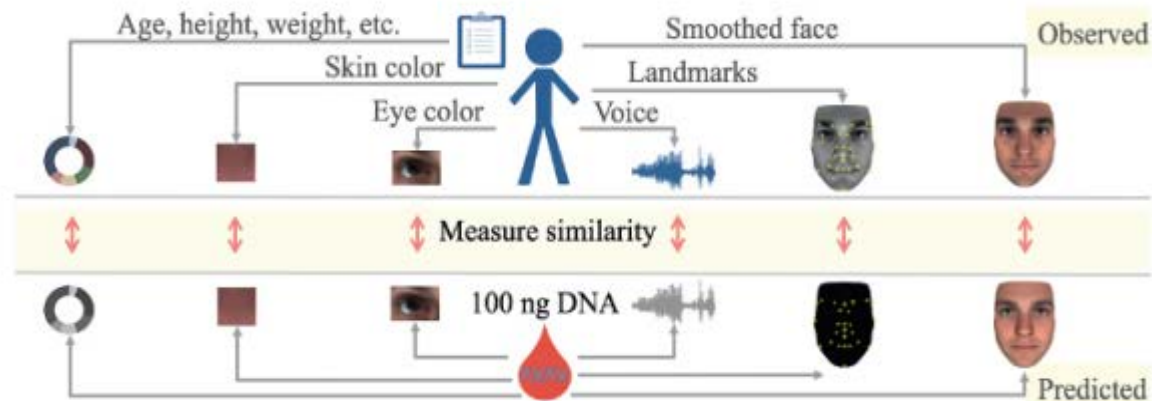 Age, height, weight, etc.
Smoothed face
Observed
Skin color
Landmarks
Eye color
Voice
Measure similarity
100 ng DNA
Predicted